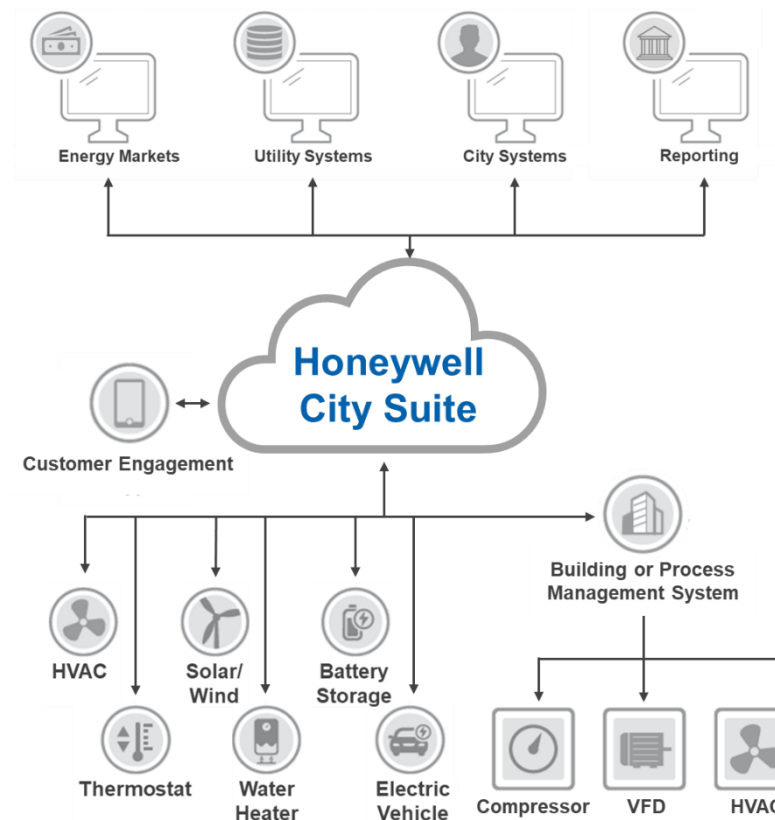 Energy Markets
Utility Systems
City Systems
Reporting
Honeywell
City Suite
Customer Engagement
Building or Process
Management System
HVAC
Solar/
Wind
Battery
Storage
Thermostat
Water
Heater
Electric
Vehicle
Compressor
VFD
HVAC